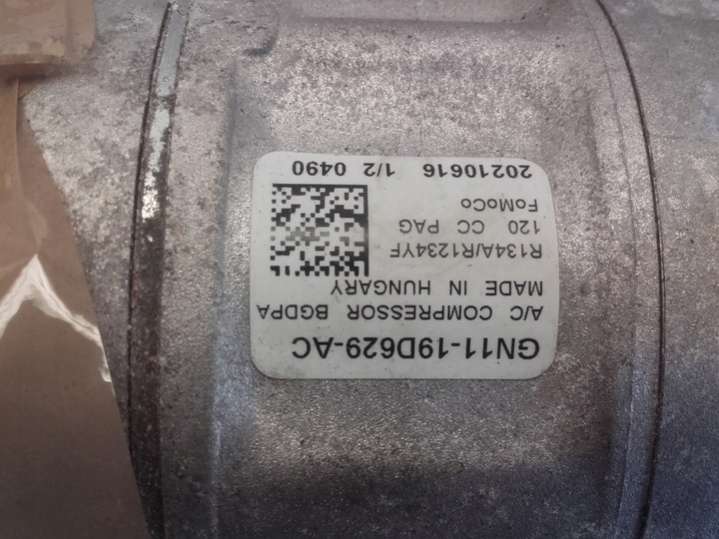 GN11-19D629-AC
A/C COMPRESSOR BGDPA
MADE IN HUNGARY
R134A/R1234YF
120 CC PAG
FoMoCo
20210616 1/2 0490